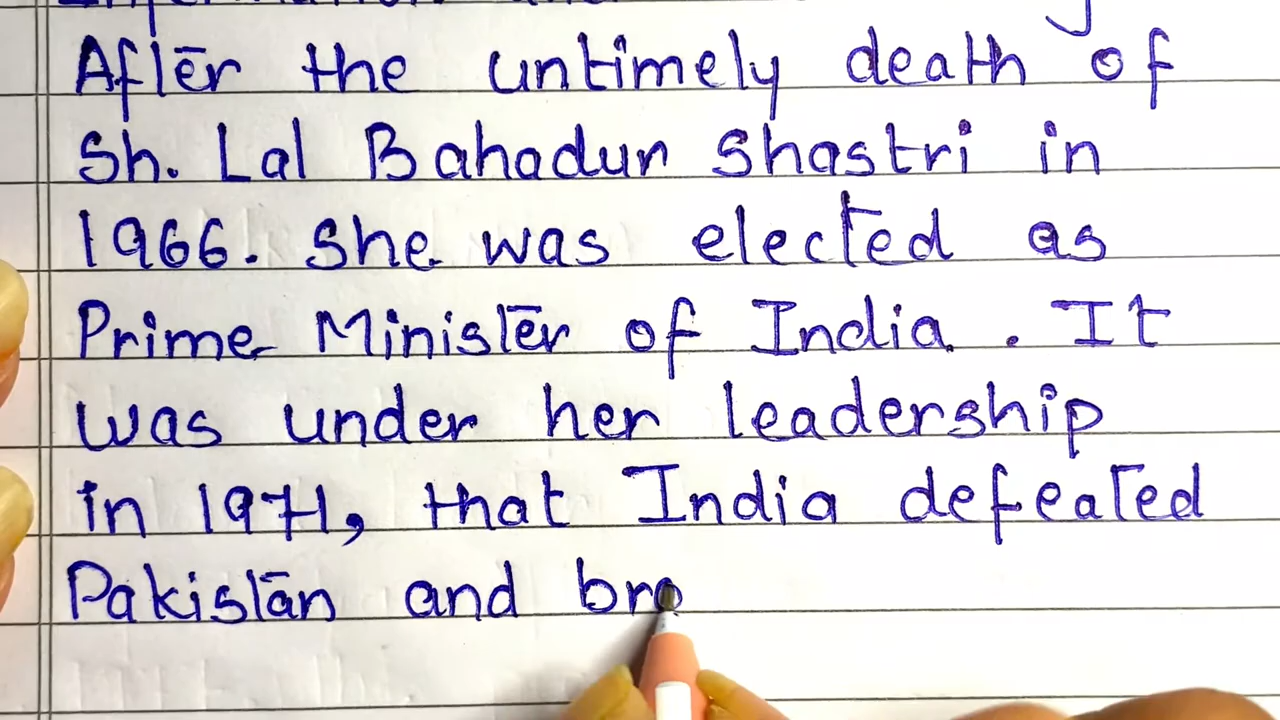 After the untimely death of
Sh. Lal Bahadur Shastri in
1966. She was elected as
Prime Minister of India. It
was under her leadership
in 1971, that India defeated
Pakistan and bro